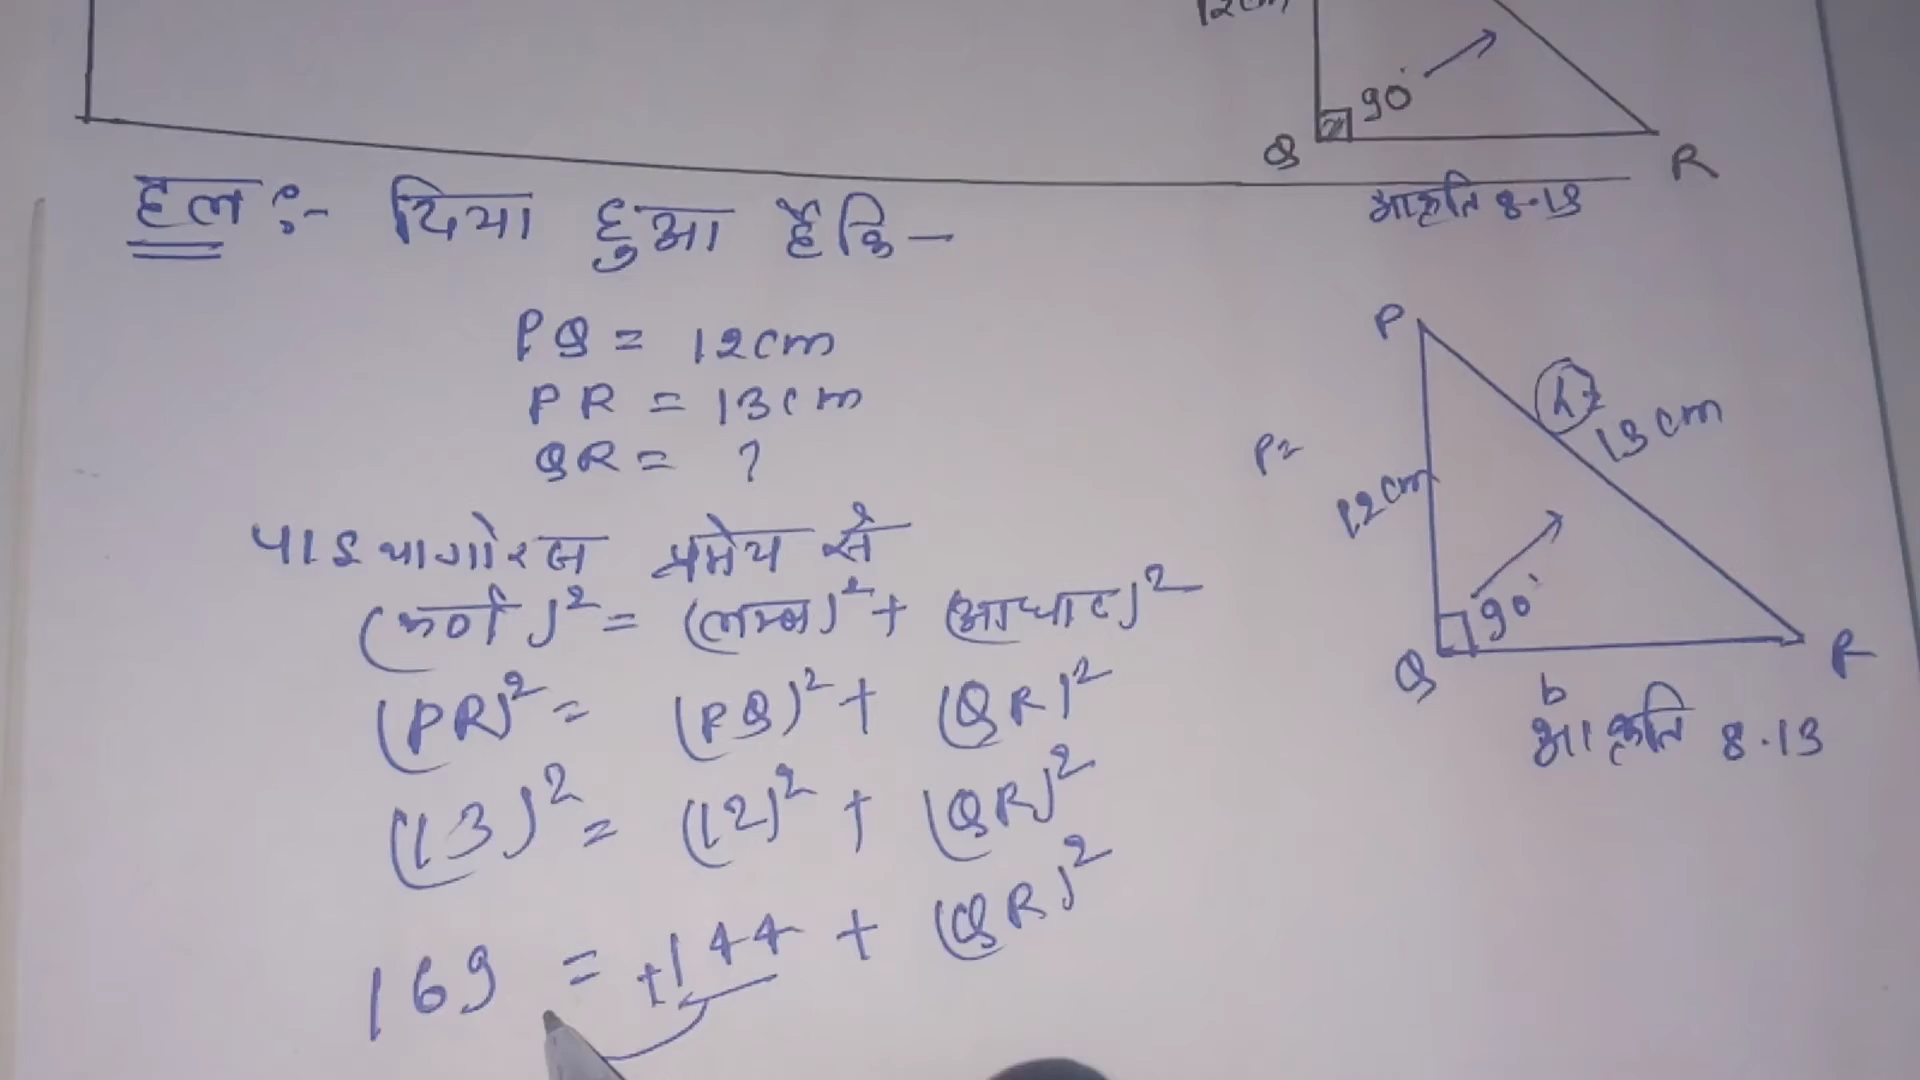 12cm
90°
Q
R
आकृति 8.13
हल :- दिया हुआ है कि -
PQ = 12cm
PR = 13cm
QR = ?
पाइथागोरस प्रमेय से
(कर्ण)² = (लम्ब)² + (आधार)²
(PR)² = (PQ)² + (QR)²
(13)² = (12)² + (QR)²
169 = +144 + (QR)²
P
h=
13cm
P=
12cm
90°
Q
R
b
आकृति 8.13